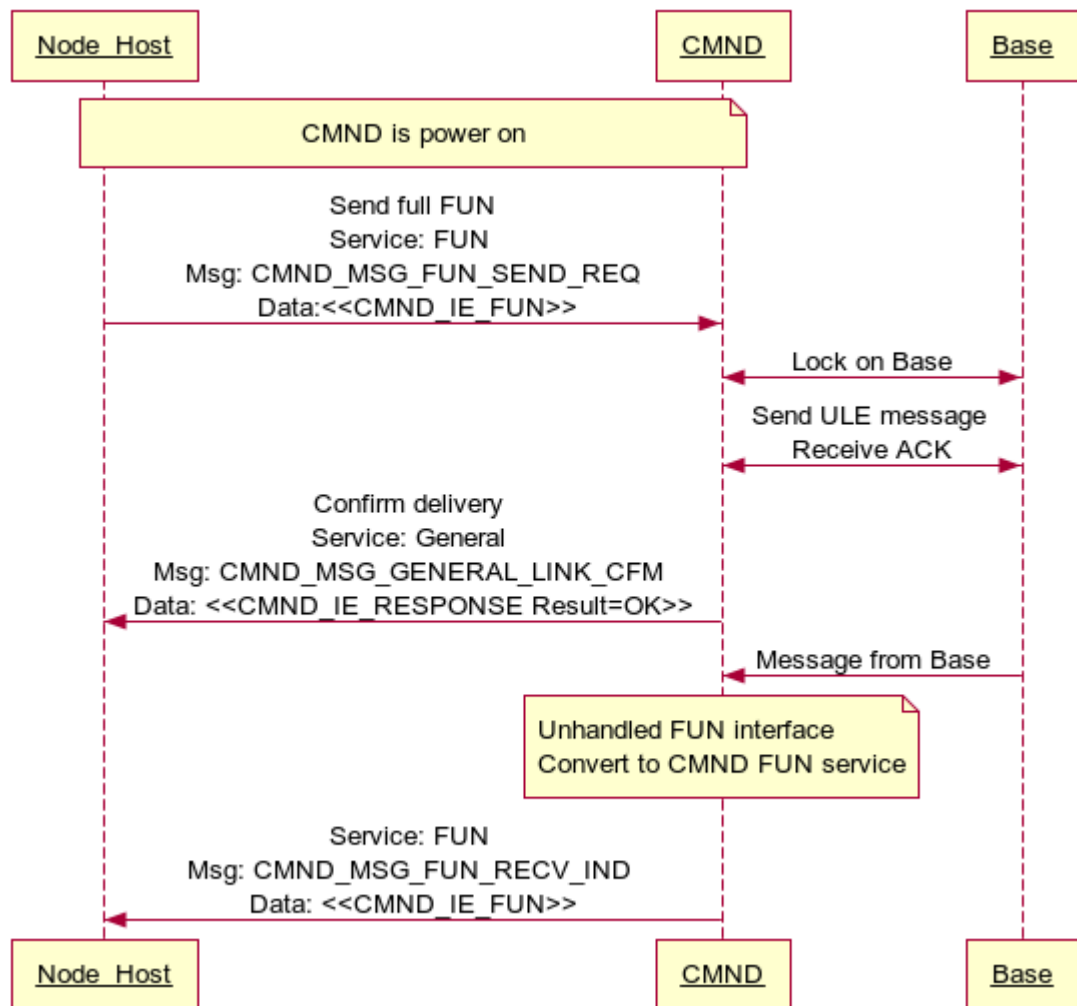 Node_Host
CMND
Base
CMND is power on
Send full FUN
Service: FUN
Msg: CMND_MSG_FUN_SEND_REQ
Data:<<CMND_IE_FUN>>
Lock on Base
Send ULE message
Receive ACK
Confirm delivery
Service: General
Msg: CMND_MSG_GENERAL_LINK_CFM
Data: <<CMND_IE_RESPONSE Result=OK>>
Message from Base
Unhandled FUN interface
Convert to CMND FUN service
Service: FUN
Msg: CMND_MSG_FUN_RECV_IND
Data: <<CMND_IE_FUN>>
Node_Host
CMND
Base